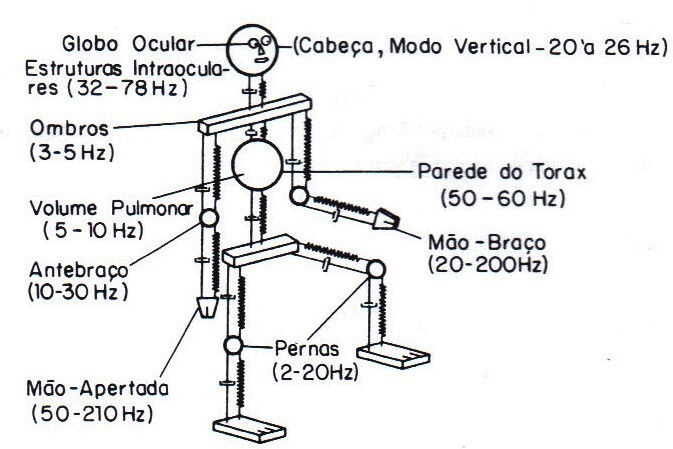 Globo Ocular
(Cabeça, Modo Vertical - 20 'a 26 Hz)
Estruturas Intraocula-
res (32-78 Hz)
Ombros
(3-5 Hz)
Parede do Torax
(50-60 Hz)
Volume Pulmonar
(5-10 Hz)
Mão-Braço
(20-200Hz)
Antebraço
(10-30 Hz)
Pernas
(2-20Hz)
Mão-Apertada
(50-210 Hz)